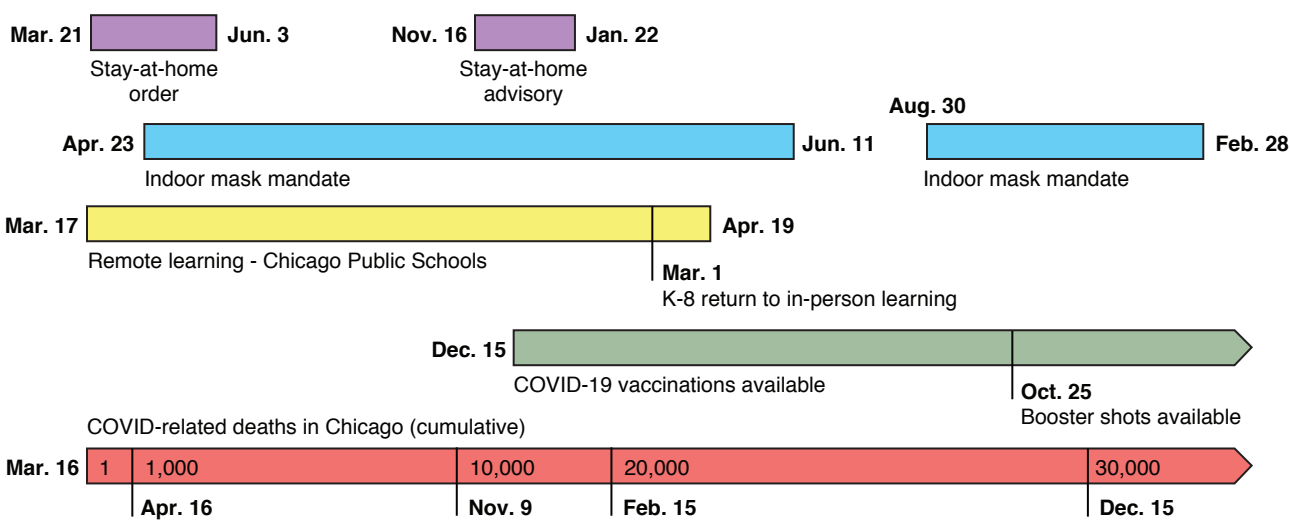 Mar. 21 Jun. 3 Nov. 16 Jan. 22
Stay-at-home order
Stay-at-home advisory
Aug. 30
Apr. 23 Jun. 11 Feb. 28
Indoor mask mandate Indoor mask mandate
Mar. 17 Apr. 19
Remote learning - Chicago Public Schools
Mar. 1
K-8 return to in-person learning
Dec. 15
COVID-19 vaccinations available
Oct. 25
Booster shots available
COVID-related deaths in Chicago (cumulative)
Mar. 16 1 1,000 10,000 20,000 30,000
Apr. 16 Nov. 9 Feb. 15 Dec. 15